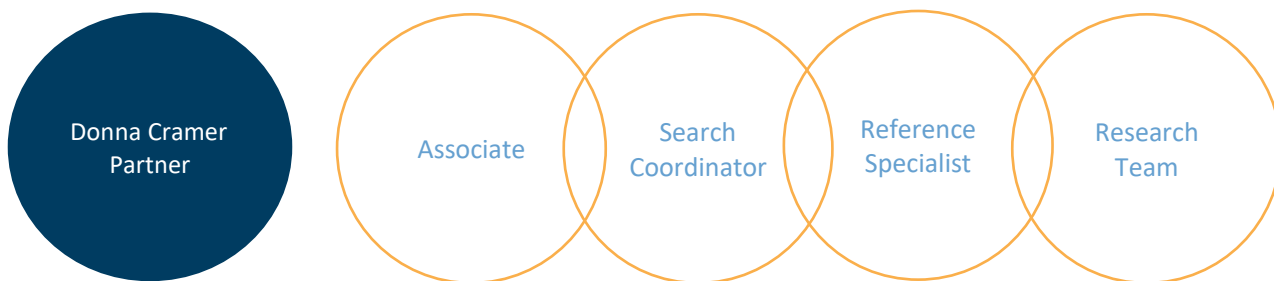 Donna Cramer
Partner
Associate
Search
Coordinator
Reference
Specialist
Research
Team